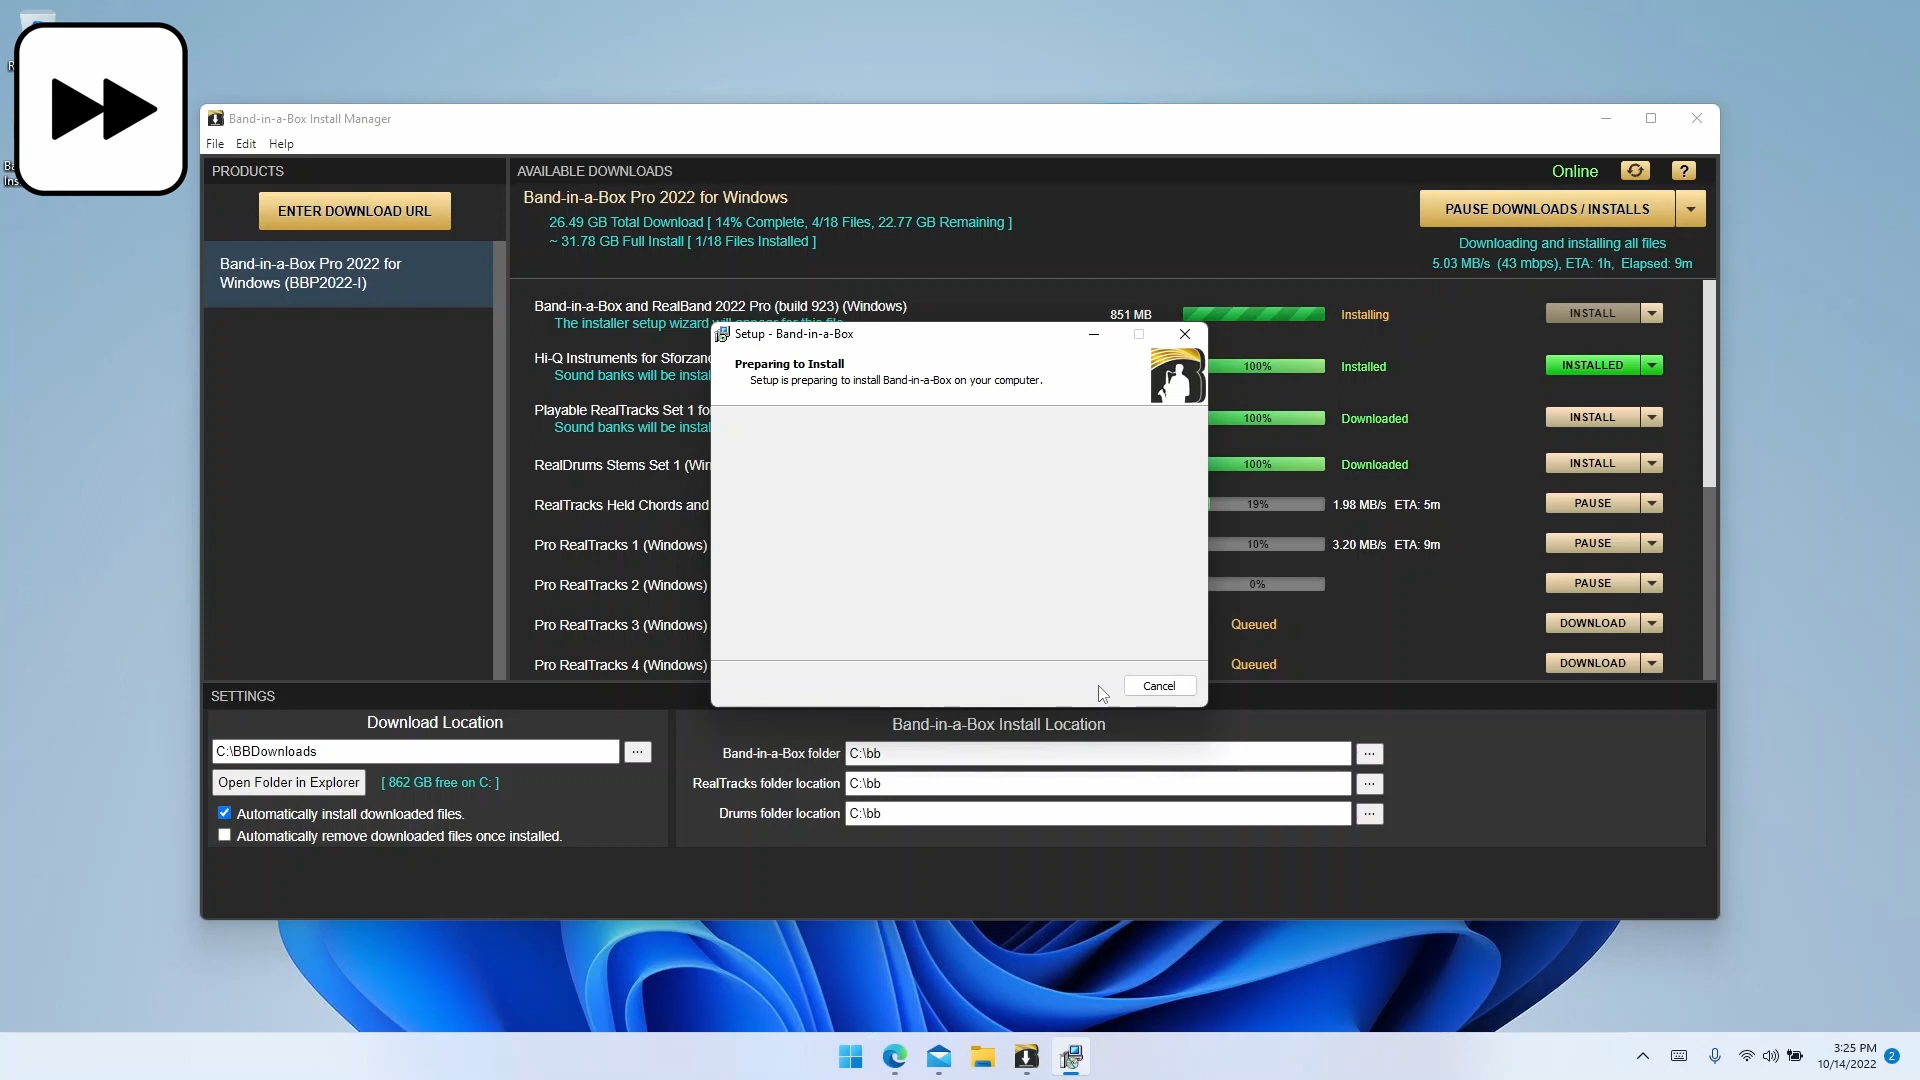 Band-in-a-Box Install Manager
File Edit Help
PRODUCTS
ENTER DOWNLOAD URL
Band-in-a-Box Pro 2022 for
Windows (BBP2022-I)
AVAILABLE DOWNLOADS
Online
?
Band-in-a-Box Pro 2022 for Windows
26.49 GB Total Download [ 14% Complete, 4/18 Files, 22.77 GB Remaining ]
~ 31.78 GB Full Install [ 1/18 Files Installed ]
PAUSE DOWNLOADS / INSTALLS
Downloading and installing all files
5.03 MB/s (43 mbps), ETA: 1h, Elapsed: 9m
Band-in-a-Box and RealBand 2022 Pro (build 923) (Windows)
The installer setup wizard will appear for this file.
851 MB
Installing
INSTALL
Hi-Q Instruments for Sforzand
Sound banks will be instal
100%
Installed
INSTALLED
Playable RealTracks Set 1 fo
Sound banks will be instal
100%
Downloaded
INSTALL
RealDrums Stems Set 1 (Win
100%
Downloaded
INSTALL
RealTracks Held Chords and
19%
1.98 MB/s ETA: 5m
PAUSE
Pro RealTracks 1 (Windows)
10%
3.20 MB/s ETA: 9m
PAUSE
Pro RealTracks 2 (Windows)
0%
PAUSE
Pro RealTracks 3 (Windows)
Queued
DOWNLOAD
Pro RealTracks 4 (Windows)
Queued
DOWNLOAD
Setup - Band-in-a-Box
Preparing to Install
Setup is preparing to install Band-in-a-Box on your computer.
Cancel
SETTINGS
Download Location
C:\BBDownloads
...
Open Folder in Explorer
[ 862 GB free on C: ]
Automatically install downloaded files.
Automatically remove downloaded files once installed.
Band-in-a-Box Install Location
Band-in-a-Box folder
C:\bb
...
RealTracks folder location
C:\bb
...
Drums folder location
C:\bb
...
3:25 PM
10/14/2022
2